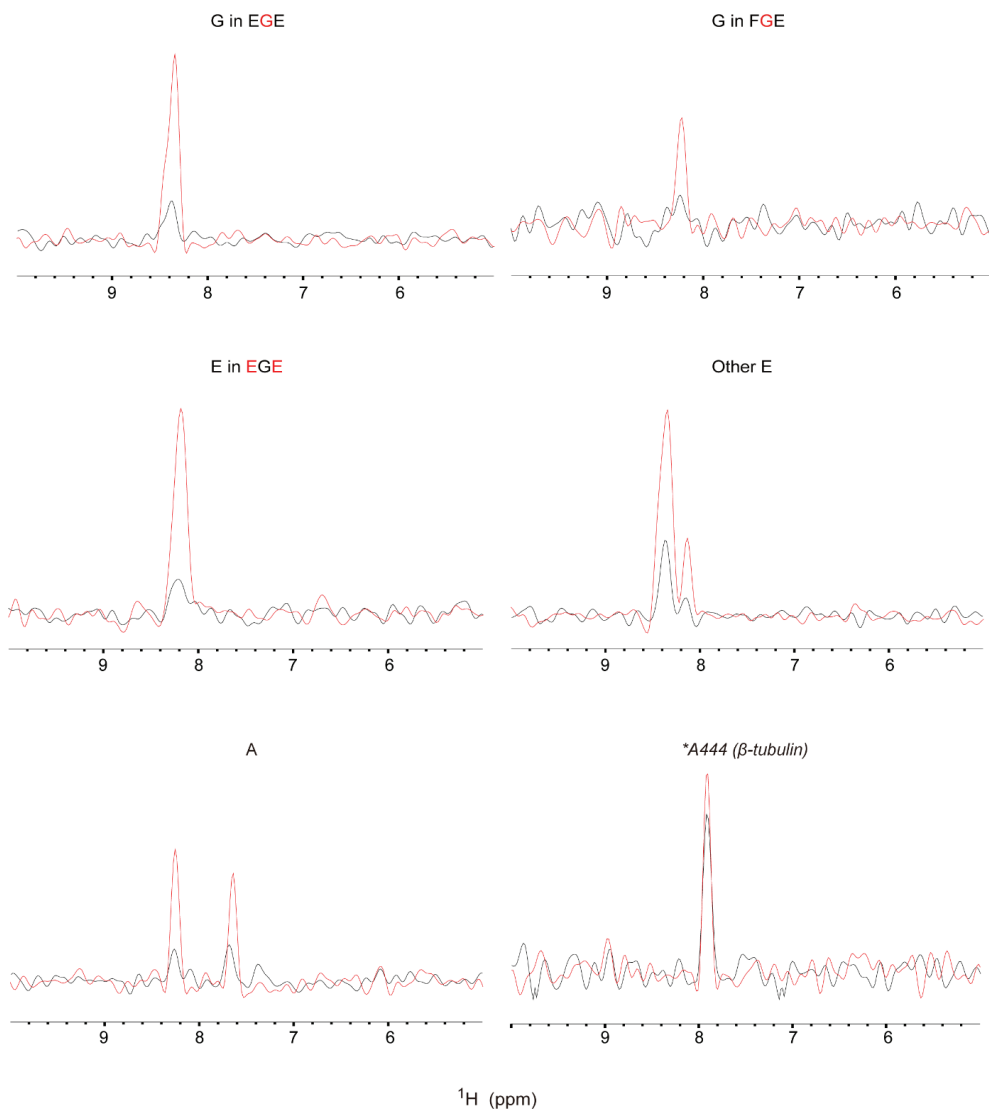 G in EGE
G in FGE
9 8 7 6
9 8 7 6
E in EGE
Other E
9 8 7 6
9 8 7 6
A
*A444 (β-tubulin)
9 8 7 6
9 8 7 6
¹H (ppm)